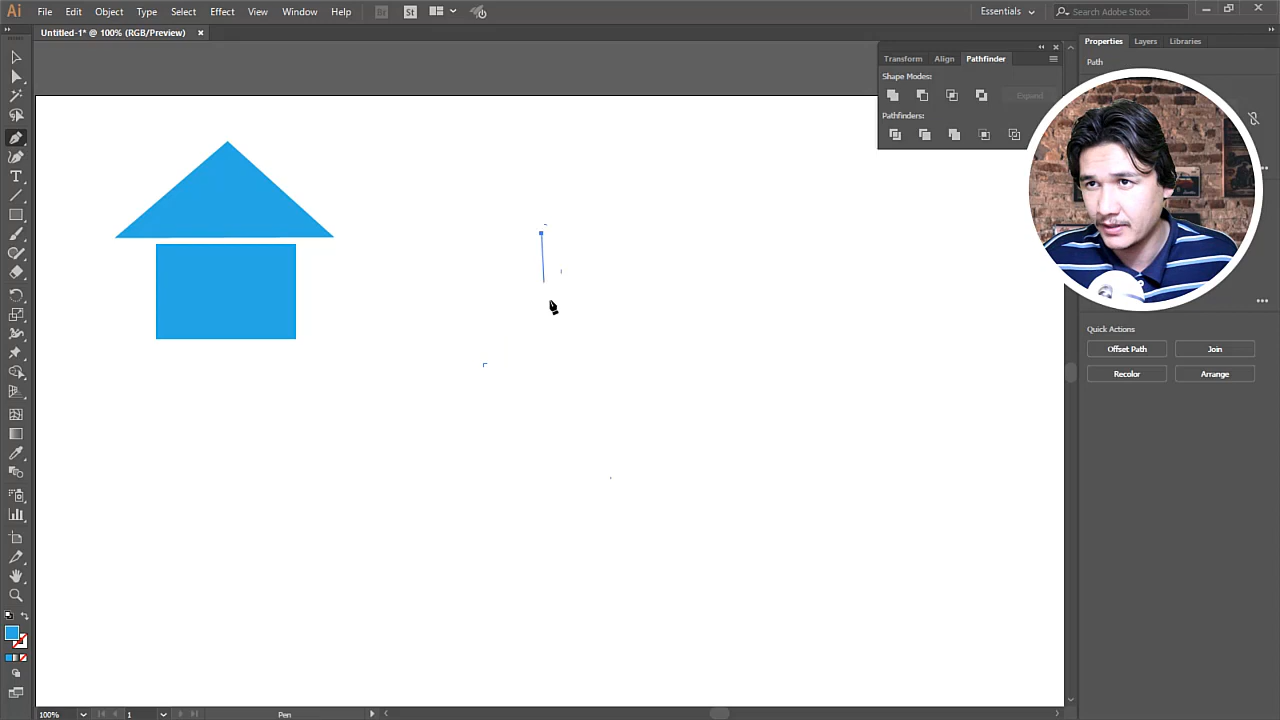 Ai File Edit Object Type Select Effect View Window Help Br St Essentials Search Adobe Stock
Untitled-1* @ 100% (RGB/Preview) ×
Properties Layers Libraries
Transform Align Pathfinder
Path
Shape Modes:
Expand
Pathfinders:
Quick Actions
Offset Path Join
Recolor Arrange
100% 1 Pen